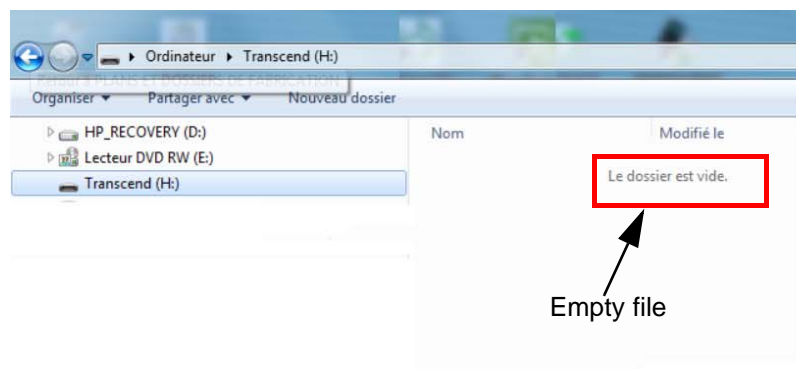 Ordinateur Transcend (H:)
Retour à PLANS ET DOSSIERS DE FABRICATION
Organiser Partager avec Nouveau dossier
HP_RECOVERY (D:)
Lecteur DVD RW (E:)
Transcend (H:)
Nom Modifié le
Le dossier est vide.
Empty file